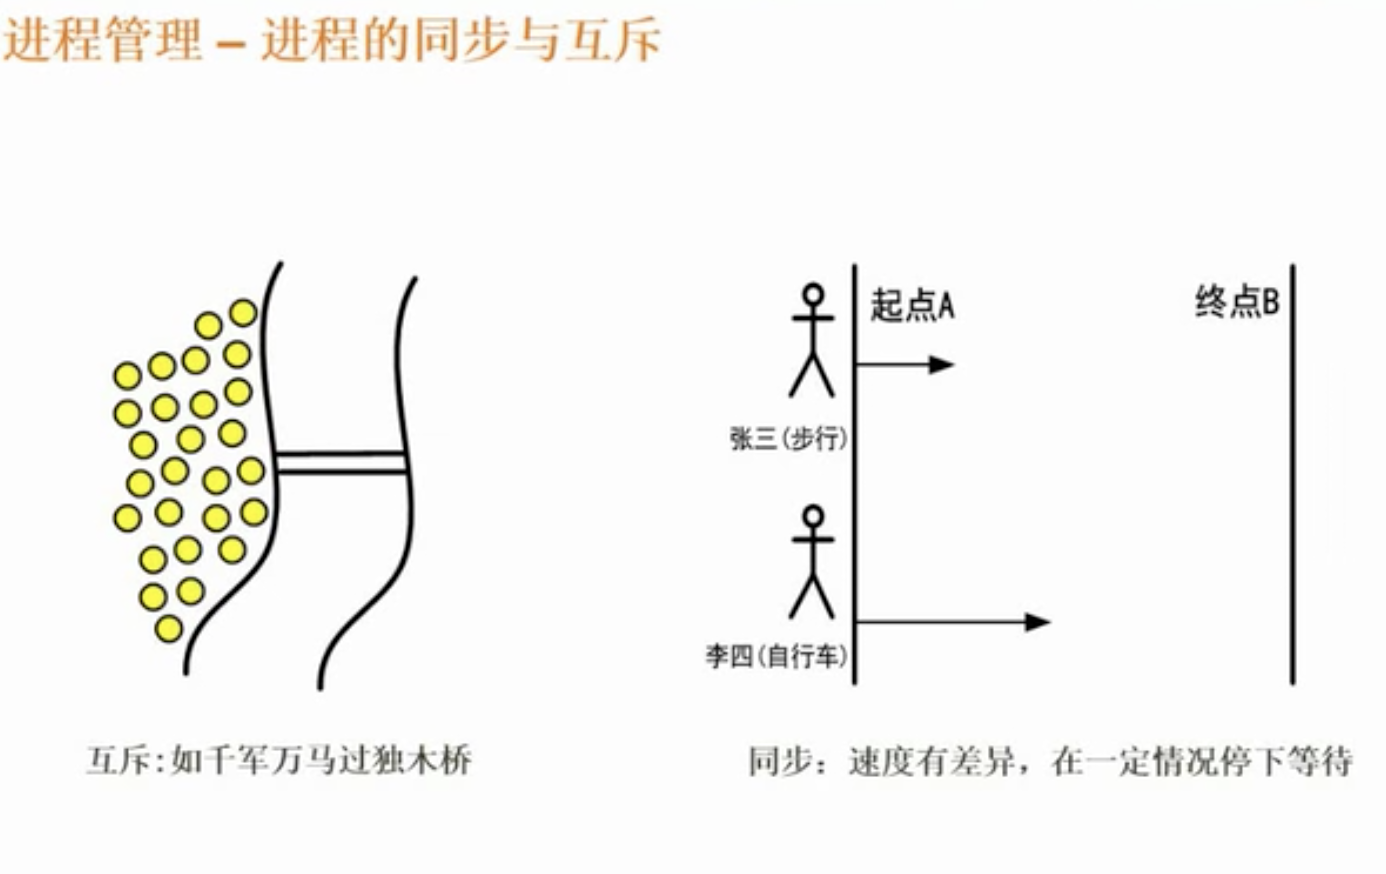 进程管理 – 进程的同步与互斥
起点A
终点B
张三(步行)
李四(自行车)
互斥:如千军万马过独木桥
同步：速度有差异，在一定情况停下等待